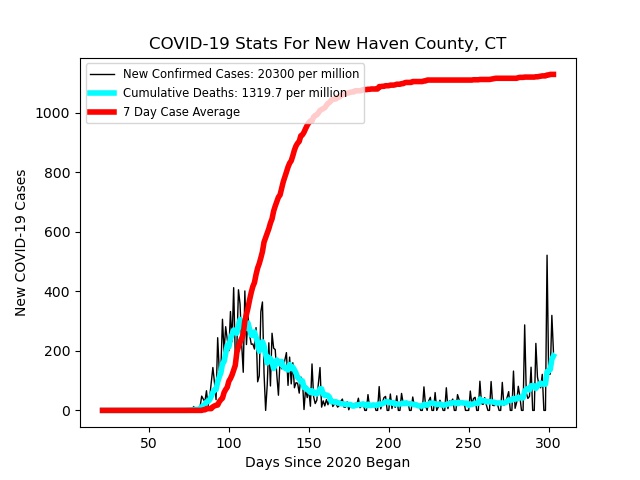 COVID-19 Stats For New Haven County, CT
New Confirmed Cases: 20300 per million
Cumulative Deaths: 1319.7 per million
7 Day Case Average
1000
800
600
400
200
0
New COVID-19 Cases
50 100 150 200 250 300
Days Since 2020 Began